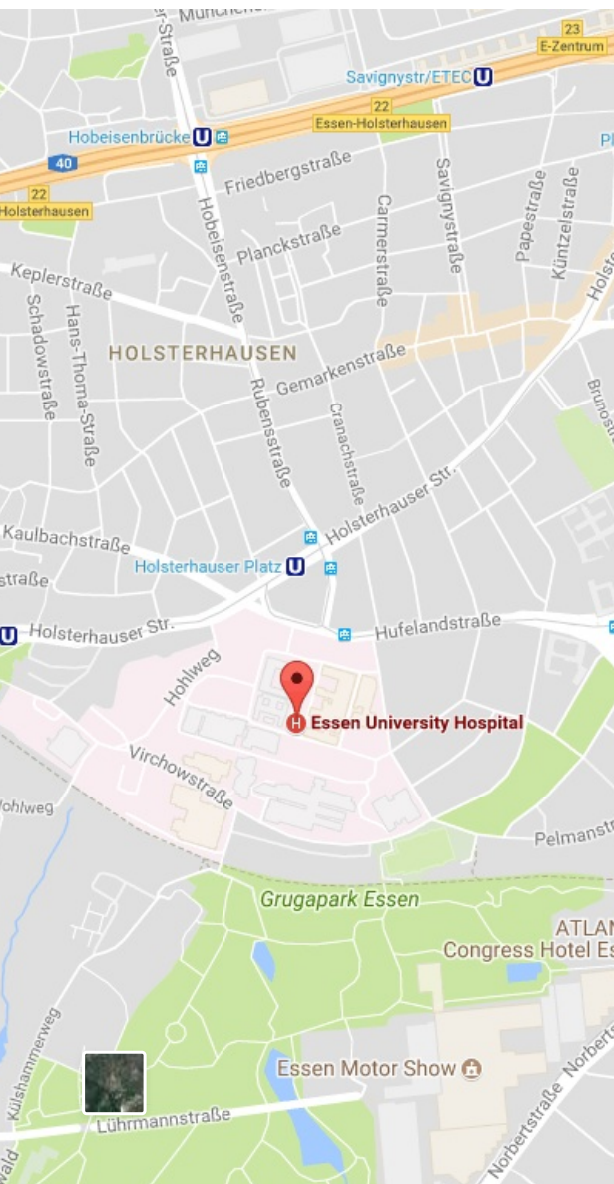 23
E-Zentrum
Savignystr/ETEC U
22
Essen-Holsterhausen
Hobeisenbrücke U
40
22
Holsterhausen
Friedbergstraße
Hobeisenstraße
Planckstraße
Carmerstraße
Savignystraße
Papestraße
Küntzelstraße
Keplerstraße
Schadowstraße
Hans-Thoma-Straße
HOLSTERHAUSEN
Gemarkenstraße
Rubensstraße
Cranachstraße
Holsterhauser Str.
Kaulbachstraße
Holsterhauser Platz U
straße
U
Holsterhauser Str.
Hufelandstraße
Hohlweg
H Essen University Hospital
Virchowstraße
Pelmanstr
Grugapark Essen
ATLAN
Congress Hotel Es
Külshammerweg
Essen Motor Show
Lührmannstraße
Norbertstraße
Norberts